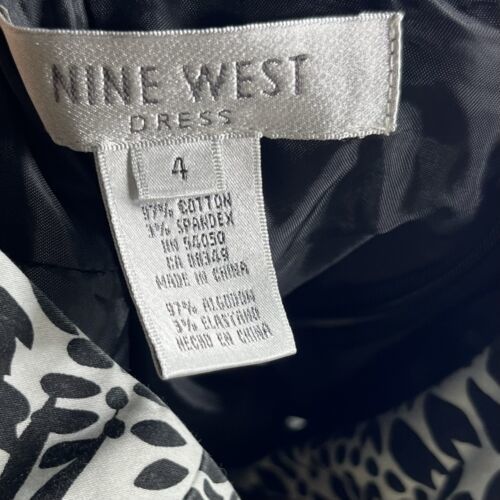 NINE WEST
DRESS
4
97% COTTON
3% SPANDEX
RN 54050
CA 08349
MADE IN CHINA
97% ALGODON
3% ELASTANO
HECHO EN CHINA